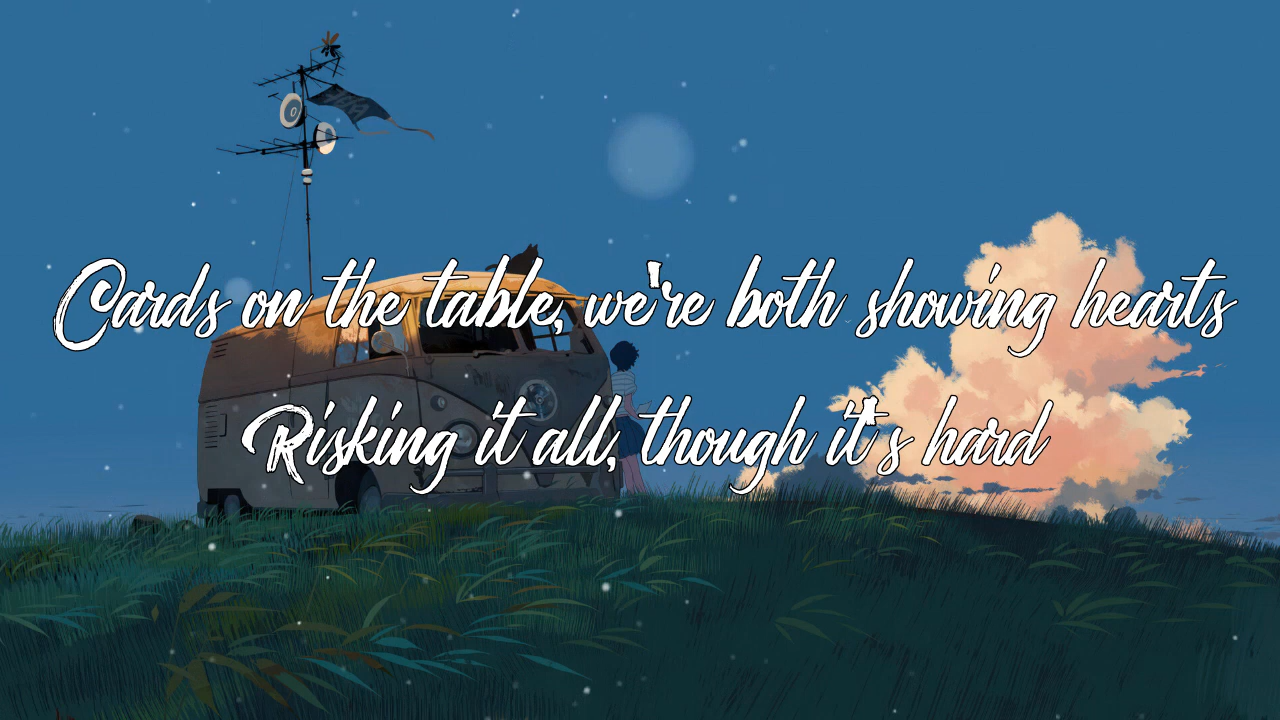 Cards on the table, we're both showing hearts
Risking it all, though it's hard